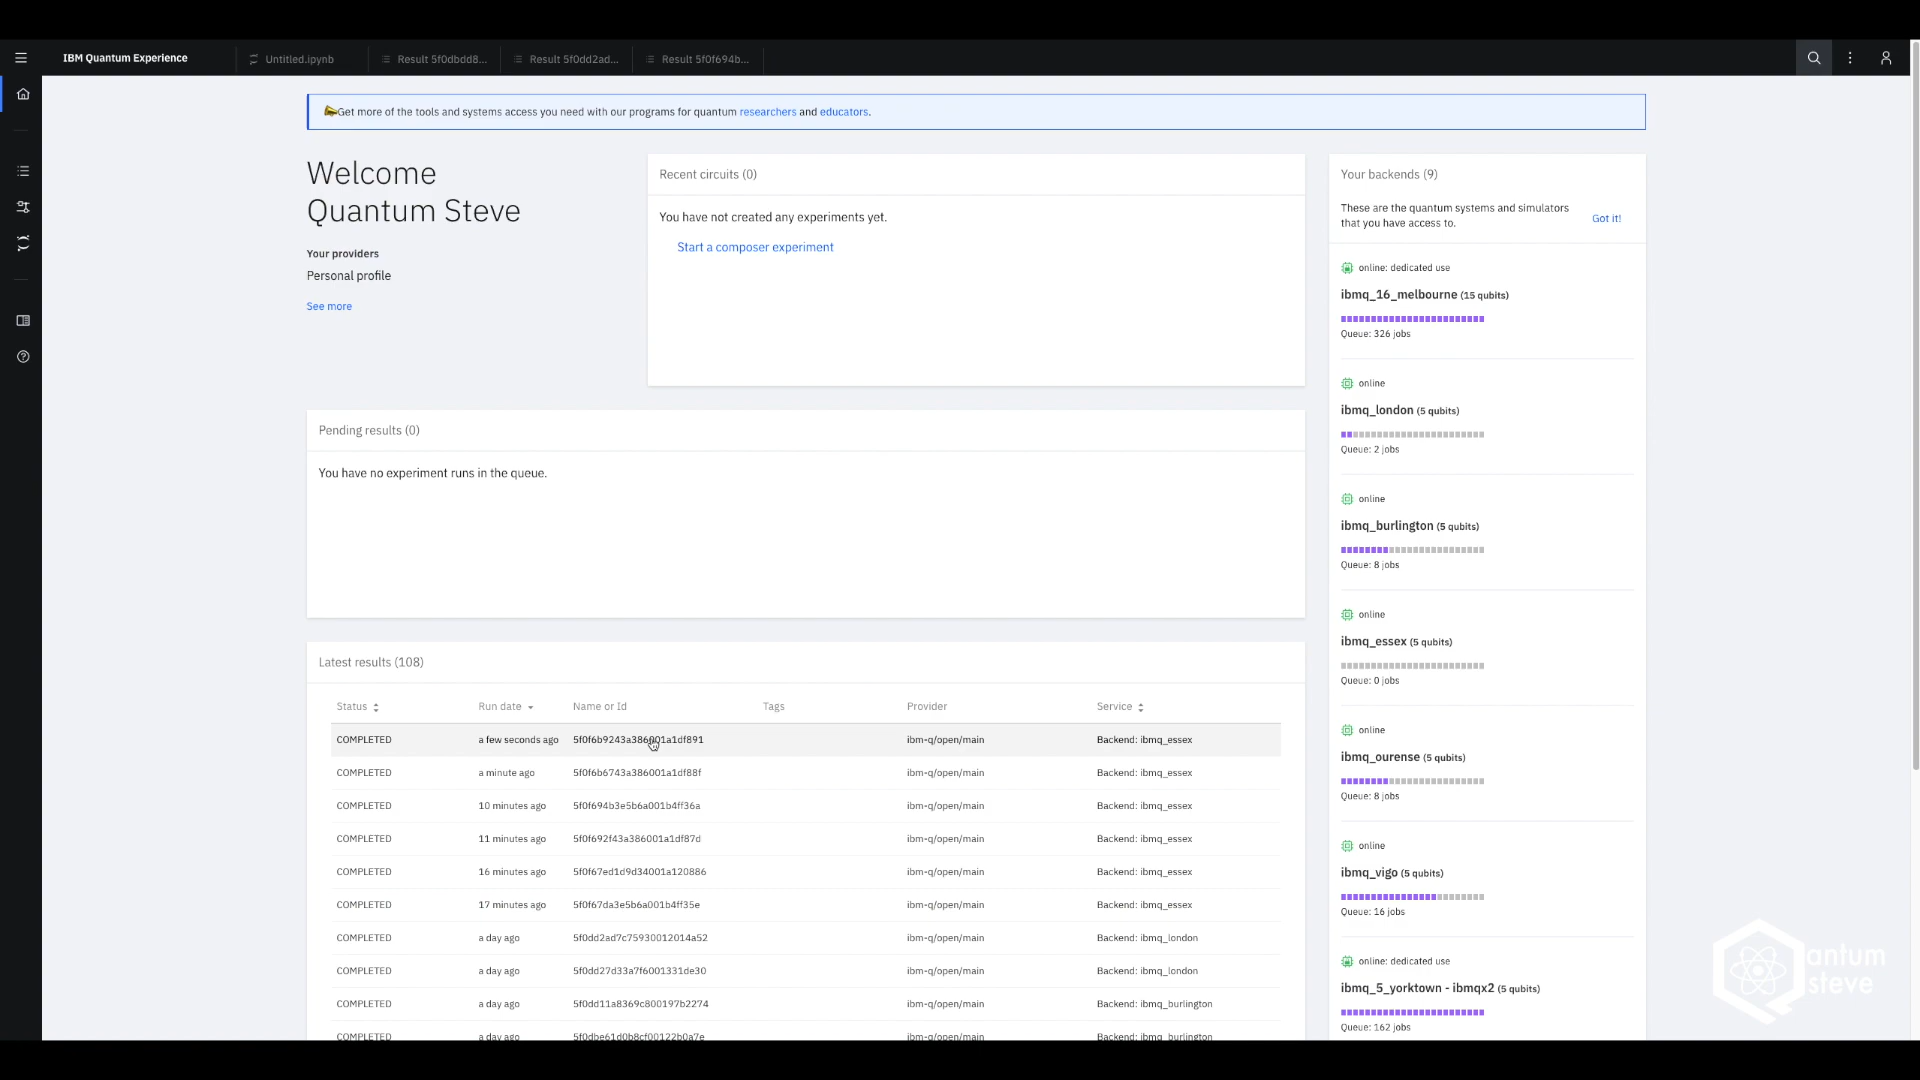 IBM Quantum Experience
Untitled.ipynb
Result 5f0dbdd8...
Result 5f0dd2ad...
Result 5f0f694b...
Get more of the tools and systems access you need with our programs for quantum researchers and educators.
Welcome
Quantum Steve
Your providers
Personal profile
See more
Recent circuits (0)
You have not created any experiments yet.
Start a composer experiment
Pending results (0)
You have no experiment runs in the queue.
Latest results (108)
Status Run date Name or Id Tags Provider Service
COMPLETED a few seconds ago 5f0f6b9243a386001a1df891 ibm-q/open/main Backend: ibmq_essex
COMPLETED a minute ago 5f0f6b6743a386001a1df88f ibm-q/open/main Backend: ibmq_essex
COMPLETED 10 minutes ago 5f0f694b3e5b6a001b4ff36a ibm-q/open/main Backend: ibmq_essex
COMPLETED 11 minutes ago 5f0f692f43a386001a1df87d ibm-q/open/main Backend: ibmq_essex
COMPLETED 16 minutes ago 5f0f67ed1d9d34001a120886 ibm-q/open/main Backend: ibmq_essex
COMPLETED 17 minutes ago 5f0f67da3e5b6a001b4ff35e ibm-q/open/main Backend: ibmq_essex
COMPLETED a day ago 5f0dd2ad7c75930012014a52 ibm-q/open/main Backend: ibmq_london
COMPLETED a day ago 5f0dd27d33a7f6001331de30 ibm-q/open/main Backend: ibmq_london
COMPLETED a day ago 5f0dd11a8369c800197b2274 ibm-q/open/main Backend: ibmq_burlington
COMPLETED a day ago 5f0dbe61d0b8cf00122b0a7e ibm-q/open/main Backend: ibmq_burlington
Your backends (9)
These are the quantum systems and simulators
that you have access to.
Got it!
online: dedicated use
ibmq_16_melbourne (15 qubits)
Queue: 326 jobs
online
ibmq_london (5 qubits)
Queue: 2 jobs
online
ibmq_burlington (5 qubits)
Queue: 8 jobs
online
ibmq_essex (5 qubits)
Queue: 0 jobs
online
ibmq_ourense (5 qubits)
Queue: 8 jobs
online
ibmq_vigo (5 qubits)
Queue: 16 jobs
online: dedicated use
ibmq_5_yorktown - ibmqx2 (5 qubits)
Queue: 162 jobs
Quantum
steve